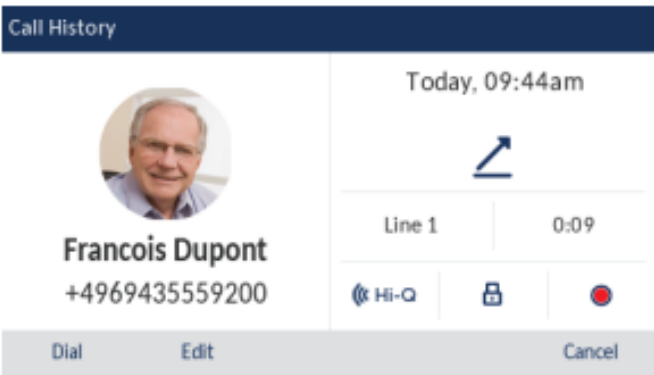 Call History
Francois Dupont
+4969435559200
Today, 09:44am
Line 1
0:09
Hi-Q
Dial
Edit
Cancel